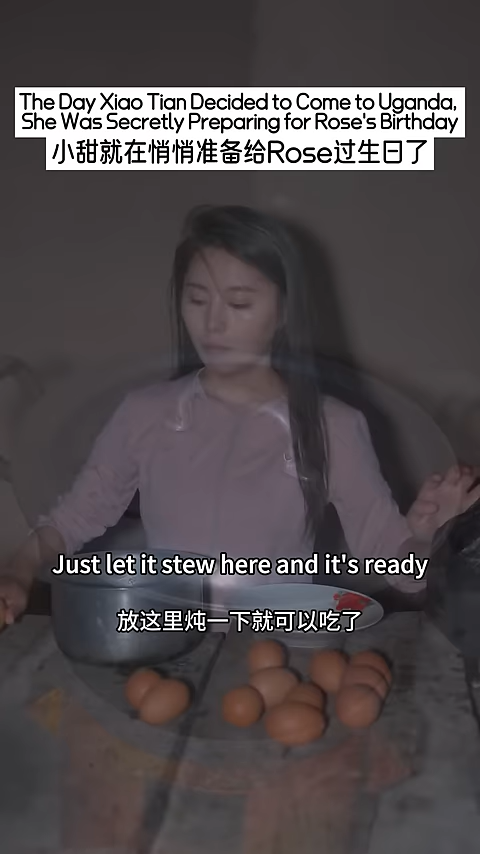 The Day Xiao Tian Decided to Come to Uganda,
She Was Secretly Preparing for Rose's Birthday
小甜就在悄悄准备给Rose过生日了
Just let it stew here and it's ready
放这里炖一下就可以吃了